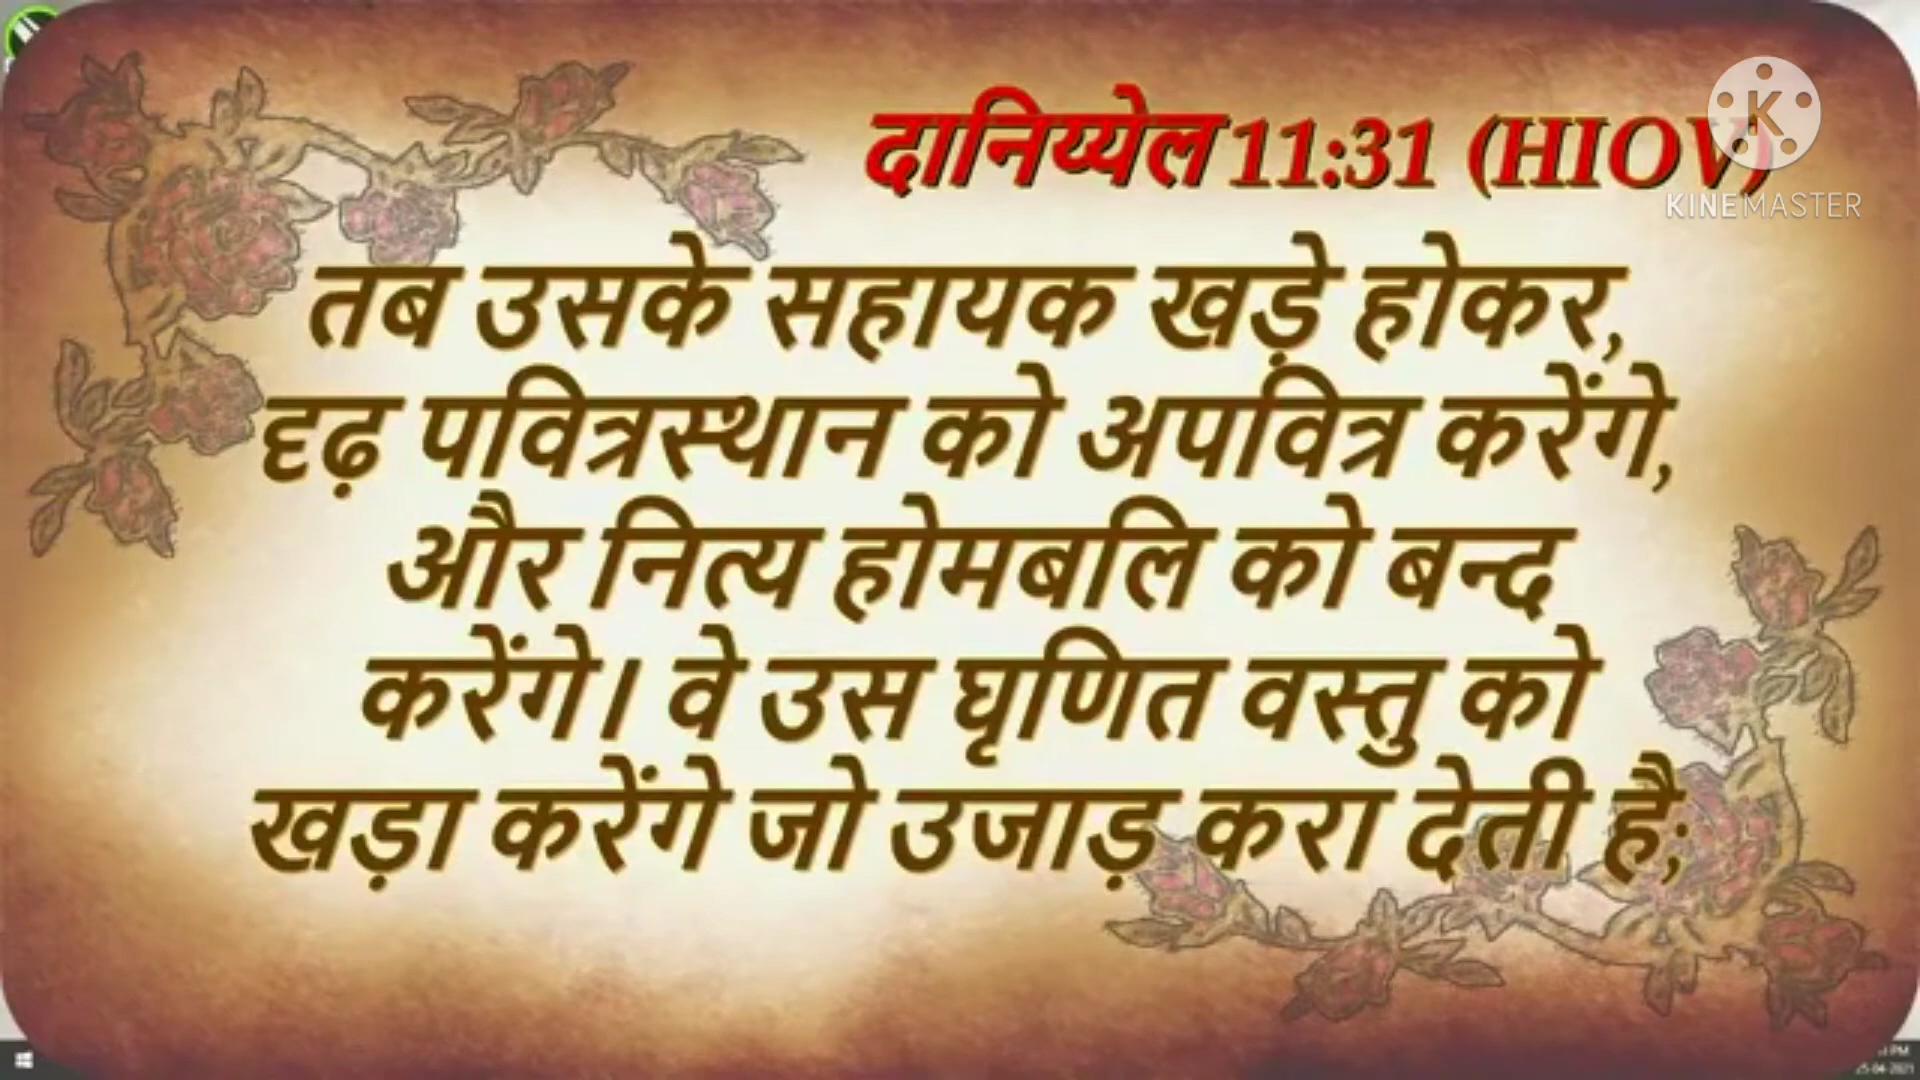 दानिय्येल 11:31 (HIOV)
KINEMASTER
तब उसके सहायक खड़े होकर,
दृढ़ पवित्रस्थान को अपवित्र करेंगे,
और नित्य होमबलि को बन्द
करेंगे। वे उस घृणित वस्तु को
खड़ा करेंगे जो उजाड़ करा देती है;